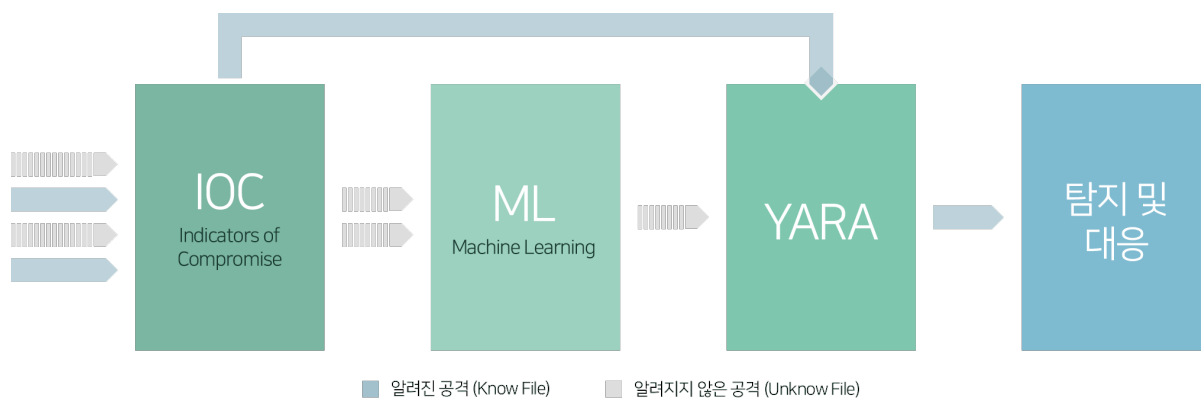 IOC
Indicators of
Compromise
ML
Machine Learning
YARA
탐지 및
대응
알려진 공격 (Know File)
알려지지 않은 공격 (Unknow File)